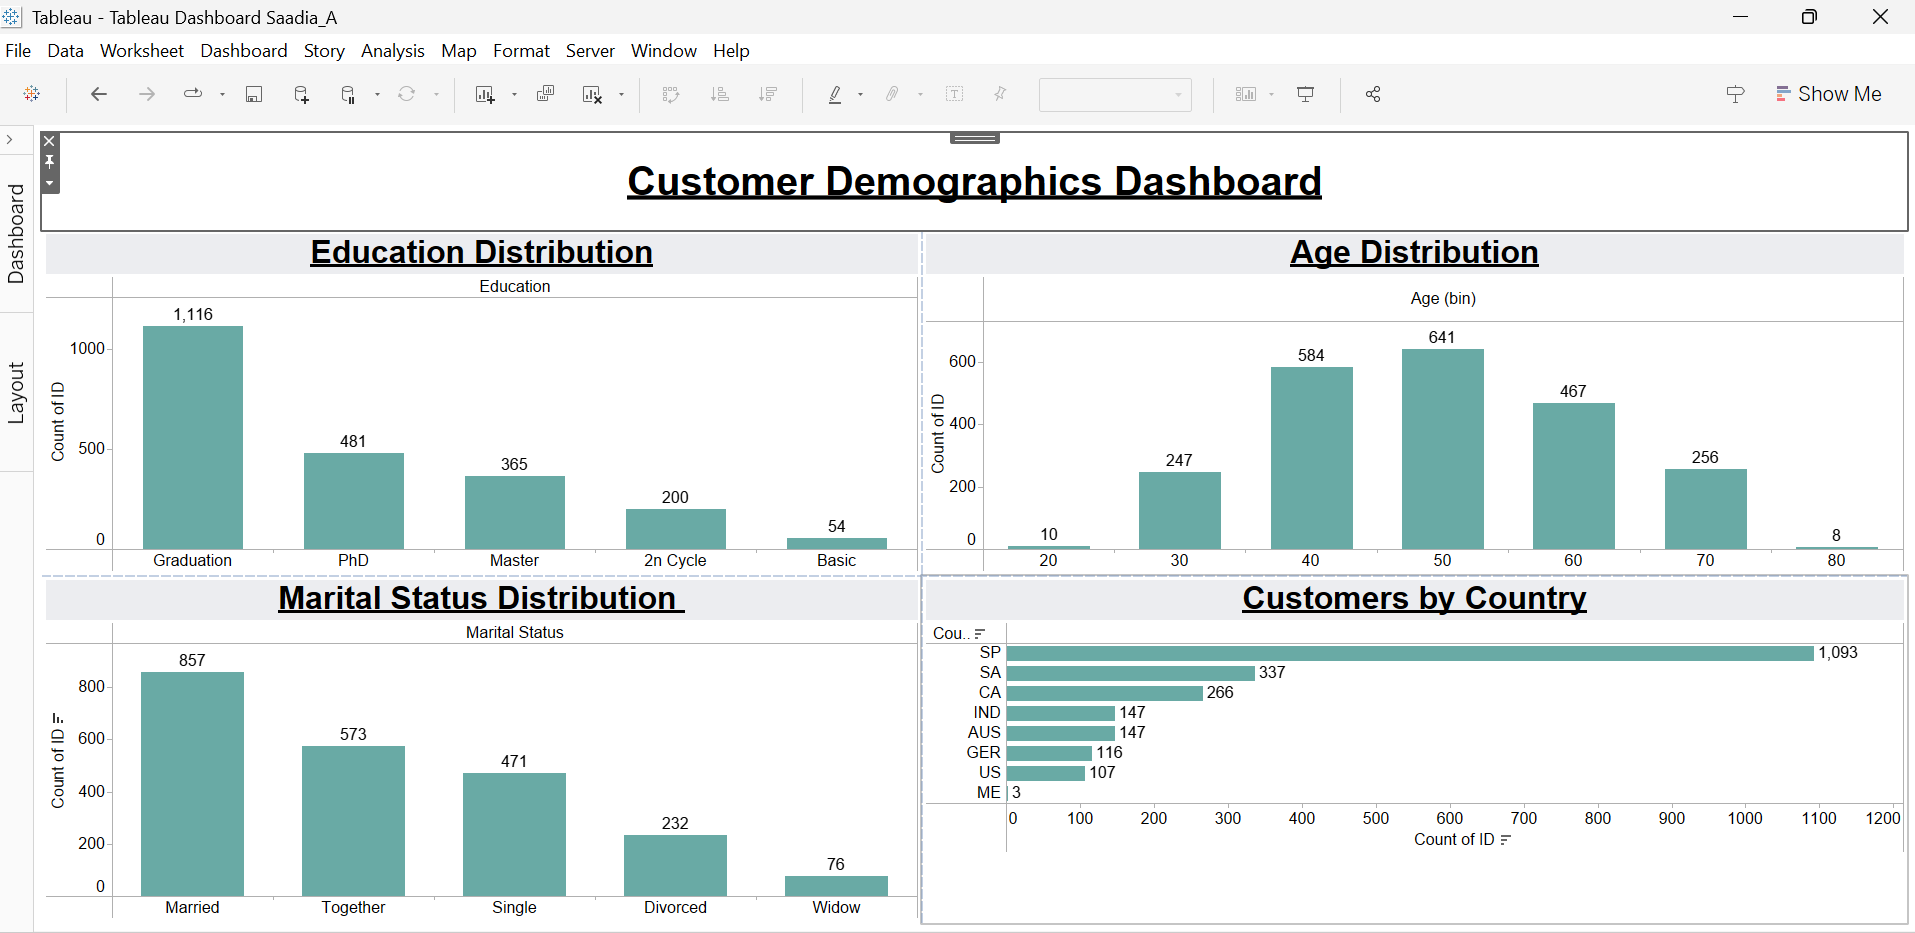 Tableau - Tableau Dashboard Saadia_A
File Data Worksheet Dashboard Story Analysis Map Format Server Window Help
Show Me
Dashboard
Layout
Customer Demographics Dashboard
Education Distribution
Education
Count of ID
1000
500
0
1,116
481
365
200
54
Graduation PhD Master 2n Cycle Basic
Age Distribution
Age (bin)
Count of ID
600
400
200
0
10
247
584
641
467
256
8
20 30 40 50 60 70 80
Marital Status Distribution
Marital Status
Count of ID
800
600
400
200
0
857
573
471
232
76
Married Together Single Divorced Widow
Customers by Country
Cou..
SP 1,093
SA 337
CA 266
IND 147
AUS 147
GER 116
US 107
ME 3
0 100 200 300 400 500 600 700 800 900 1000 1100 1200
Count of ID